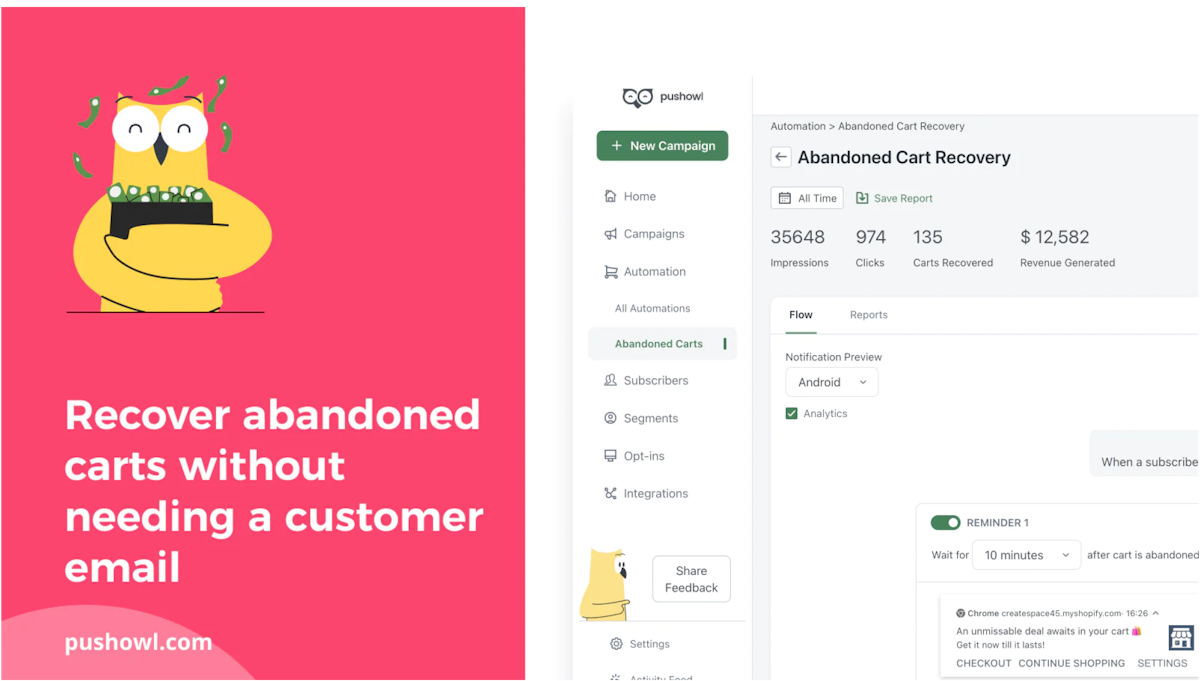 Recover abandoned
carts without
needing a customer
email
pushowl.com
pushowl
+ New Campaign
Home
Campaigns
Automation
All Automations
Abandoned Carts
Subscribers
Segments
Opt-ins
Integrations
Share
Feedback
Settings
Activity Feed
Automation > Abandoned Cart Recovery
Abandoned Cart Recovery
All Time Save Report
35648 974 135 $ 12,582
Impressions Clicks Carts Recovered Revenue Generated
Flow Reports
Notification Preview
Android
Analytics
When a subscribe
REMINDER 1
Wait for 10 minutes after cart is abandoned
Chrome createspace45.myshopify.com· 16:26
An unmissable deal awaits in your cart 🛍️
Get it now till it lasts!
CHECKOUT CONTINUE SHOPPING SETTINGS